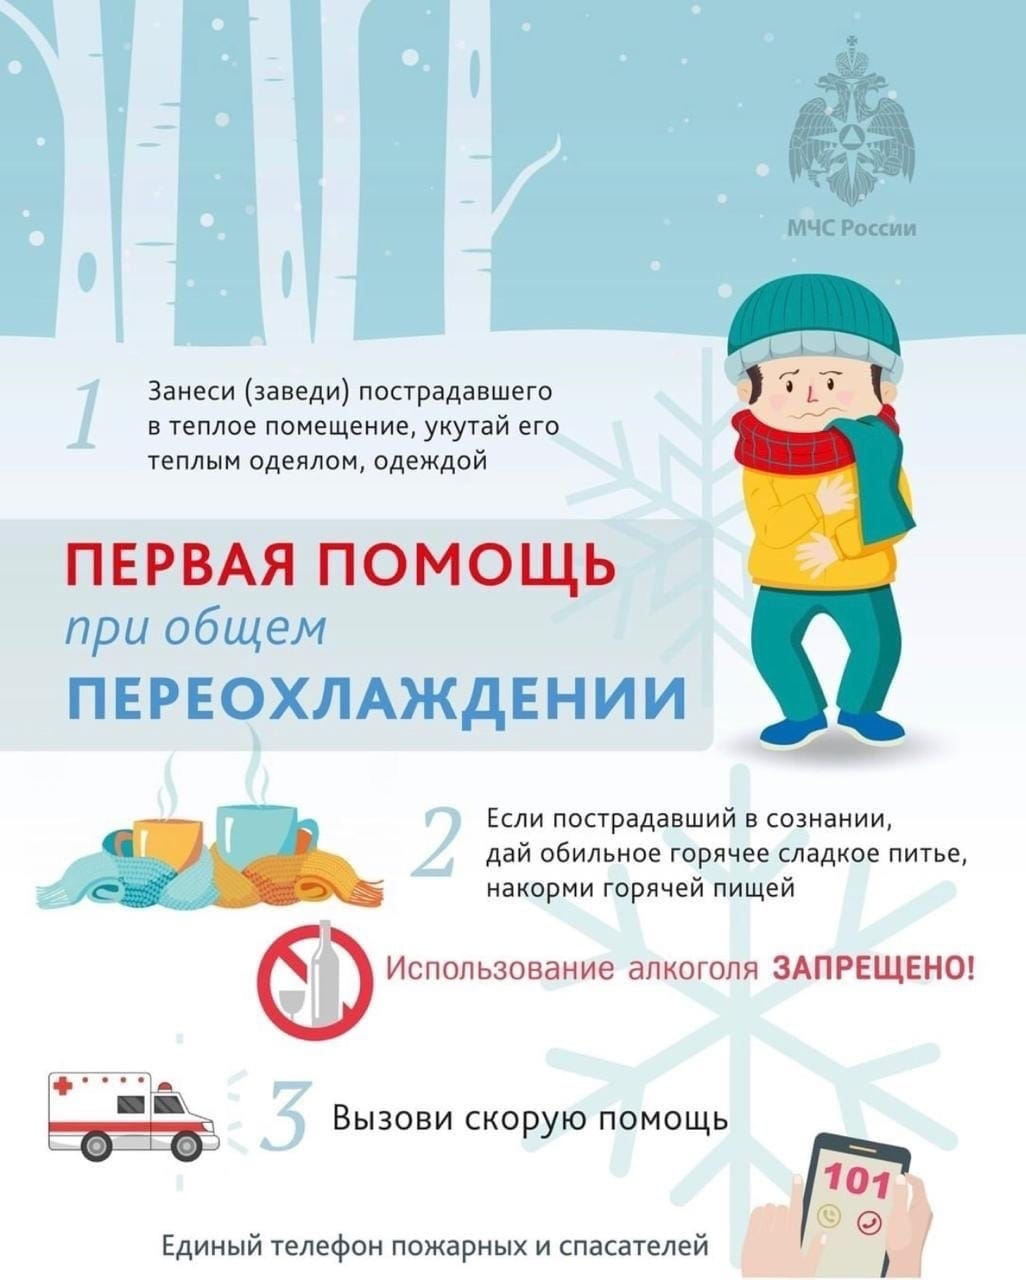 МЧС России
1
Занеси (заведи) пострадавшего
в теплое помещение, укутай его
теплым одеялом, одеждой
ПЕРВАЯ ПОМОЩЬ
при общем
ПЕРЕОХЛАЖДЕНИИ
2
Если пострадавший в сознании,
дай обильное горячее сладкое питье,
накорми горячей пищей
Использование алкоголя ЗАПРЕЩЕНО!
3
Вызови скорую помощь
101
Единый телефон пожарных и спасателей